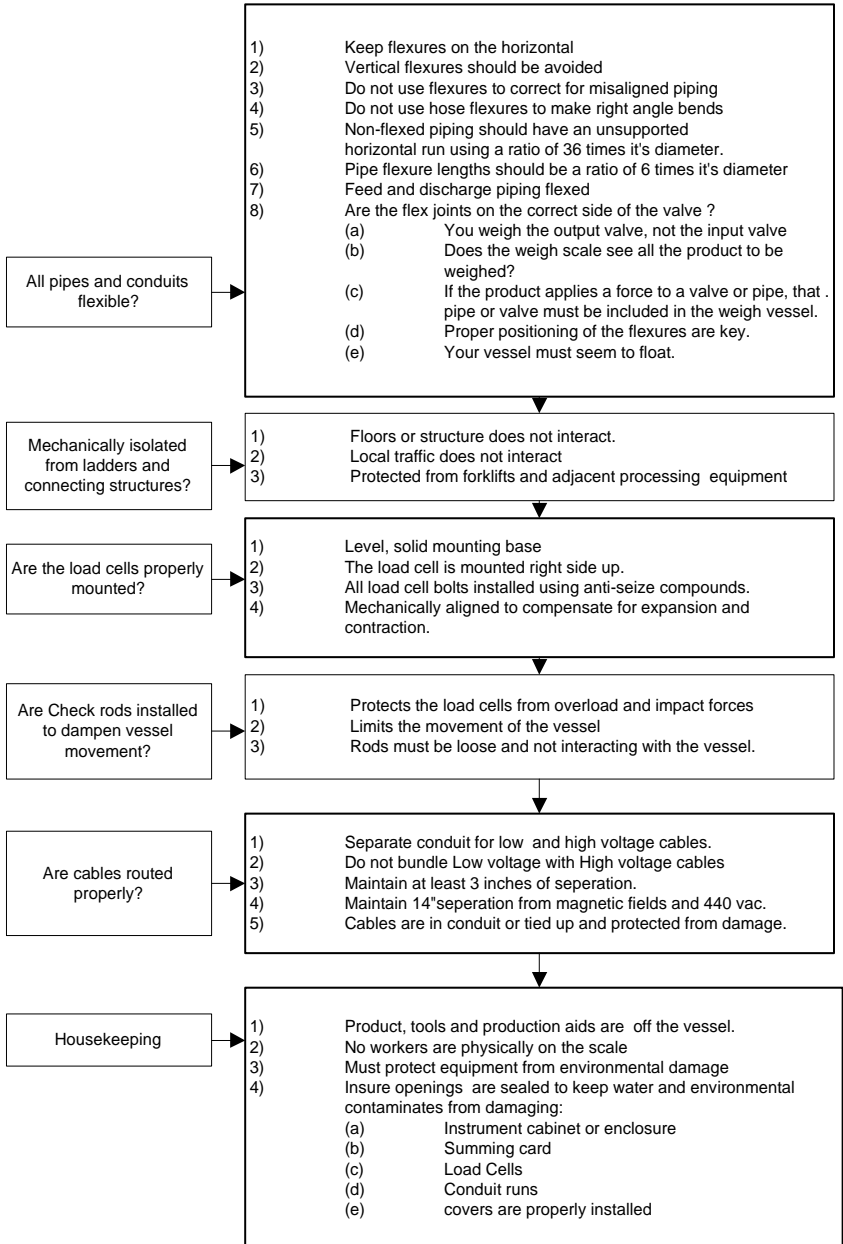 1) Keep flexures on the horizontal
2) Vertical flexures should be avoided
3) Do not use flexures to correct for misaligned piping
4) Do not use hose flexures to make right angle bends
5) Non-flexed piping should have an unsupported
horizontal run using a ratio of 36 times it's diameter.
6) Pipe flexure lengths should be a ratio of 6 times it's diameter
7) Feed and discharge piping flexed
8) Are the flex joints on the correct side of the valve ?
(a) You weigh the output valve, not the input valve
(b) Does the weigh scale see all the product to be
weighed?
(c) If the product applies a force to a valve or pipe, that .
pipe or valve must be included in the weigh vessel.
(d) Proper positioning of the flexures are key.
(e) Your vessel must seem to float.
All pipes and conduits
flexible?
Mechanically isolated
from ladders and
connecting structures?
1) Floors or structure does not interact.
2) Local traffic does not interact
3) Protected from forklifts and adjacent processing equipment
Are the load cells properly
mounted?
1) Level, solid mounting base
2) The load cell is mounted right side up.
3) All load cell bolts installed using anti-seize compounds.
4) Mechanically aligned to compensate for expansion and
contraction.
Are Check rods installed
to dampen vessel
movement?
1) Protects the load cells from overload and impact forces
2) Limits the movement of the vessel
3) Rods must be loose and not interacting with the vessel.
Are cables routed
properly?
1) Separate conduit for low and high voltage cables.
2) Do not bundle Low voltage with High voltage cables
3) Maintain at least 3 inches of seperation.
4) Maintain 14"seperation from magnetic fields and 440 vac.
5) Cables are in conduit or tied up and protected from damage.
Housekeeping
1) Product, tools and production aids are off the vessel.
2) No workers are physically on the scale
3) Must protect equipment from environmental damage
4) Insure openings are sealed to keep water and environmental
contaminates from damaging:
(a) Instrument cabinet or enclosure
(b) Summing card
(c) Load Cells
(d) Conduit runs
(e) covers are properly installed